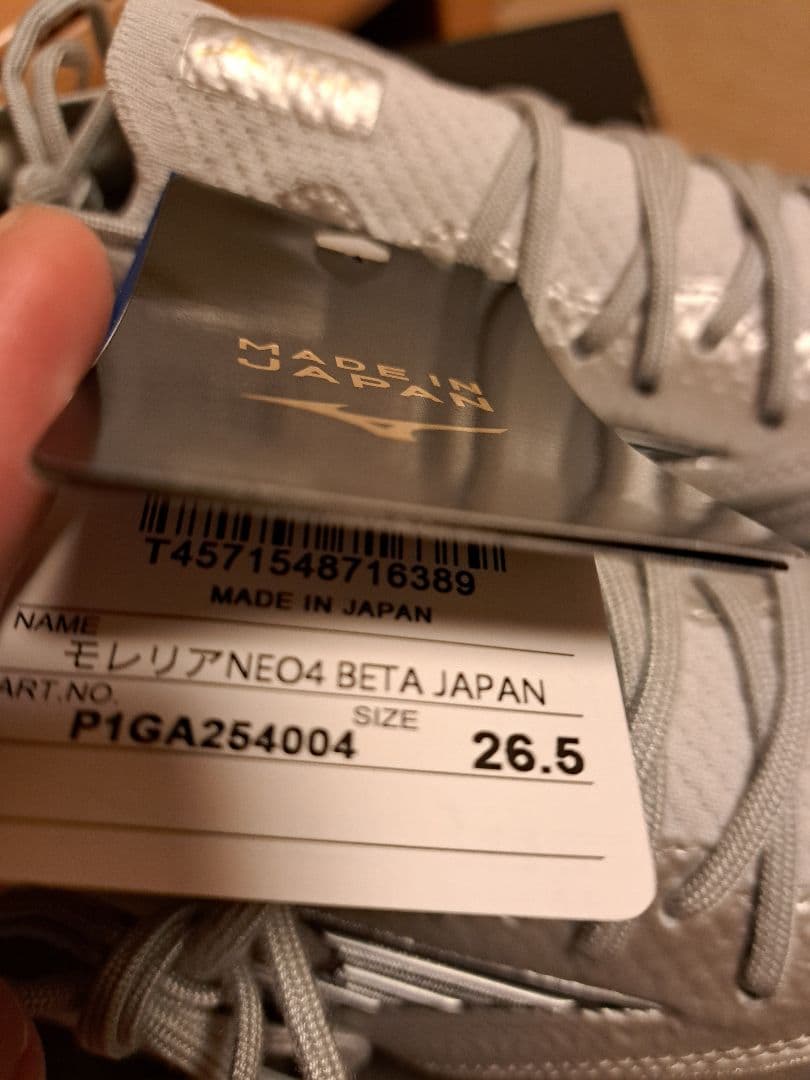 MADE IN
JAPAN
T4571548716389
MADE IN JAPAN
NAME
モレリアNEO4 BETA JAPAN
ART.NO.
SIZE
P1GA254004
26.5